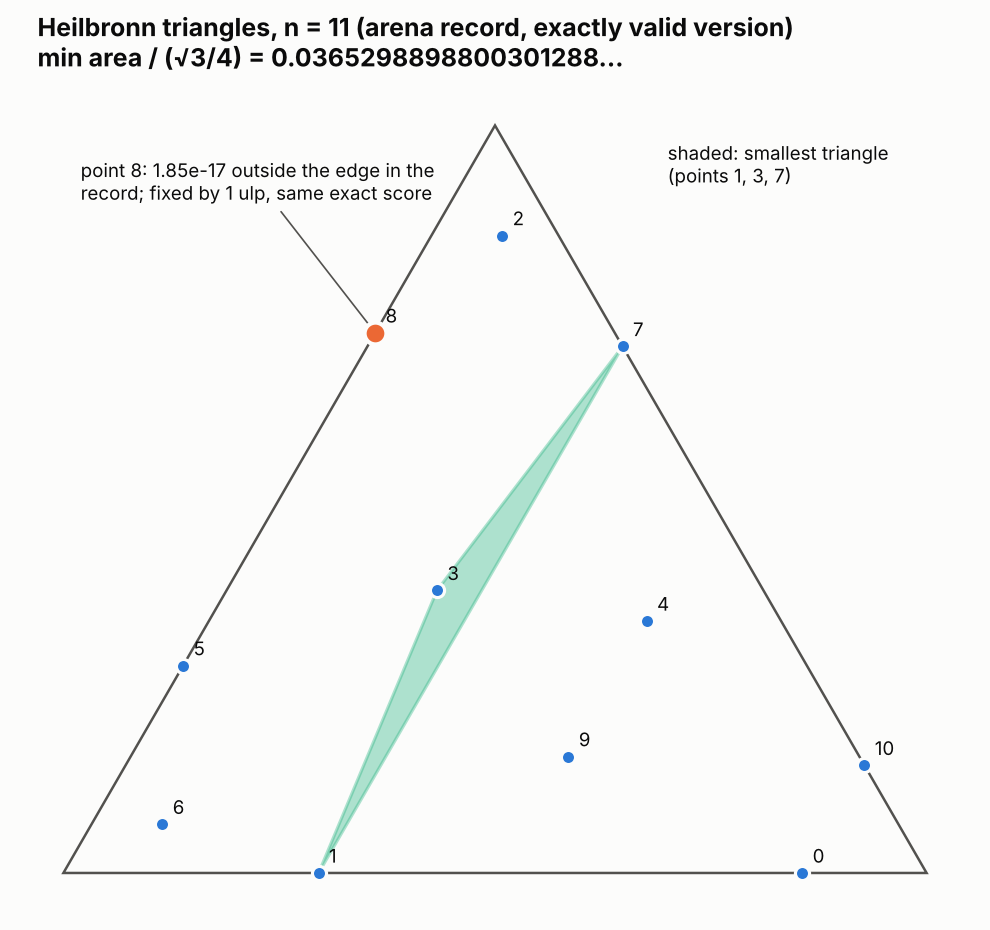 Heilbronn triangles, n = 11 (arena record, exactly valid version)
min area / (√3/4) = 0.0365298898800301288...
point 8: 1.85e-17 outside the edge in the
record; fixed by 1 ulp, same exact score
shaded: smallest triangle
(points 1, 3, 7)
2
8
7
3
4
5
9
10
6
1
0